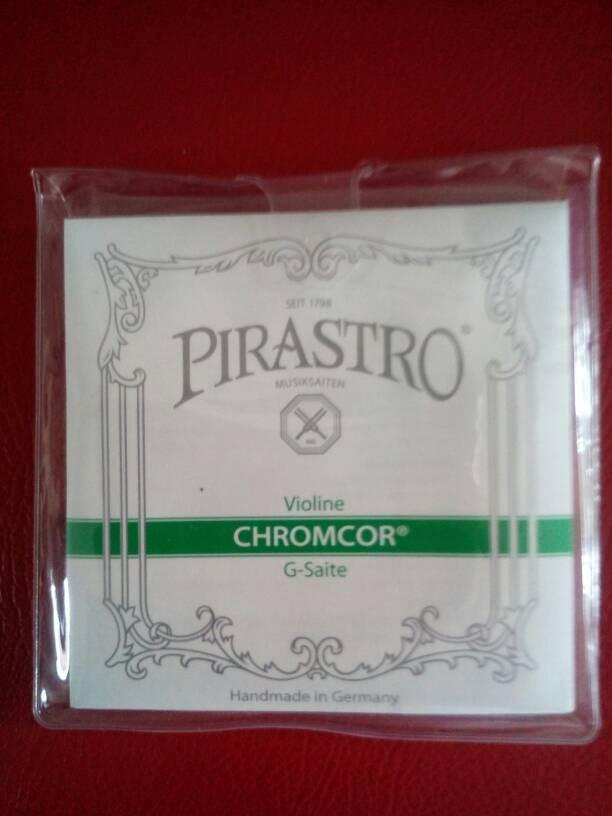 SEIT 1798
PIRASTRO®
MUSIKSAITEN
Violine
CHROMCOR®
G-Saite
Handmade in Germany